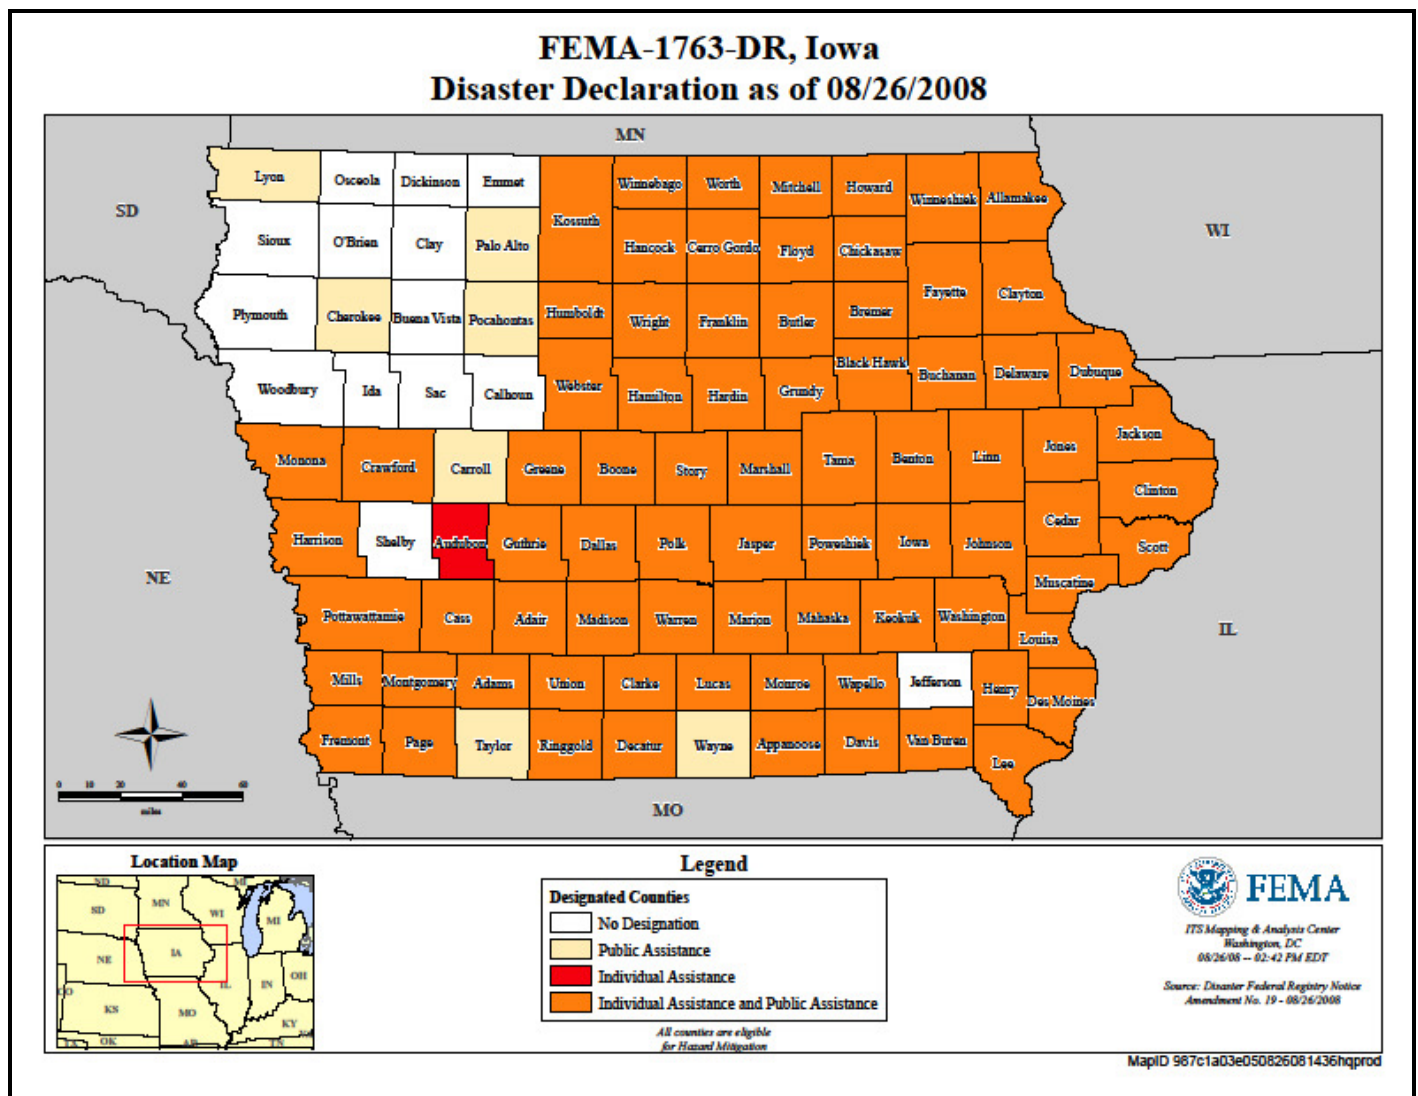 FEMA-1763-DR, Iowa
Disaster Declaration as of 08/26/2008
MN
SD
WI
NE
IL
MO
Lyon
Osceola
Dickinson
Emmet
Kossuth
Winnebago
Worth
Mitchell
Howard
Winneshiek
Allamakee
Sioux
O'Brien
Clay
Palo Alto
Hancock
Cerro Gordo
Floyd
Chickasaw
Fayette
Clayton
Plymouth
Cherokee
Buena Vista
Pocahontas
Humboldt
Wright
Franklin
Butler
Bremer
Black Hawk
Woodbury
Ida
Sac
Calhoun
Webster
Hamilton
Hardin
Grundy
Buchanan
Delaware
Dubuque
Monona
Crawford
Carroll
Greene
Boone
Story
Marshall
Tama
Benton
Linn
Jones
Jackson
Clinton
Harrison
Shelby
Audubon
Guthrie
Dallas
Polk
Jasper
Poweshiek
Iowa
Johnson
Cedar
Scott
Muscatine
Pottawattamie
Cass
Adair
Madison
Warren
Marion
Mahaska
Keokuk
Washington
Louisa
Mills
Montgomery
Adams
Union
Clarke
Lucas
Monroe
Wapello
Jefferson
Henry
Des Moines
Fremont
Page
Taylor
Ringgold
Decatur
Wayne
Appanoose
Davis
Van Buren
Lee
0 10 20 40 60
miles
Location Map
ND
MN
SD
WI
MI
MI
NE
IA
IL
IN
OH
CO
KS
MO
KY
OK
AR
TN
Legend
Designated Counties
No Designation
Public Assistance
Individual Assistance
Individual Assistance and Public Assistance
All counties are eligible
for Hazard Mitigation
FEMA
ITS Mapping & Analysis Center
Washington, DC
08/26/08 -- 02:42 PM EDT
Source: Disaster Federal Registry Notice
Amendment No. 19 - 08/26/2008
MapID 987c1a03e050826081436hqprod